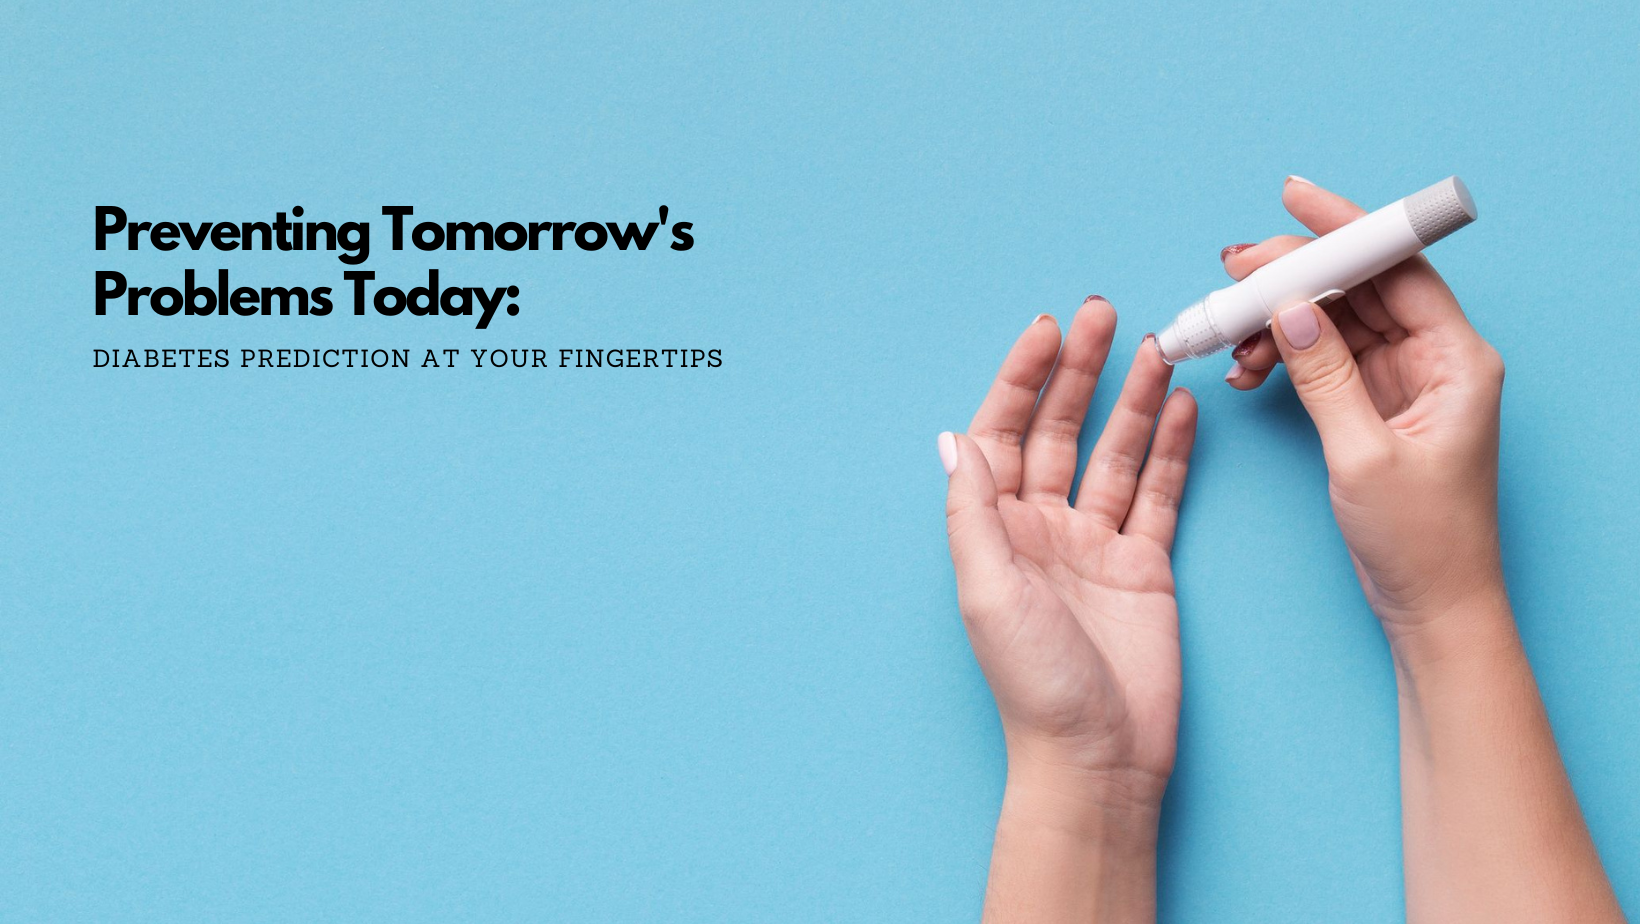 Preventing Tomorrow's
Problems Today:
DIABETES PREDICTION AT YOUR FINGERTIPS